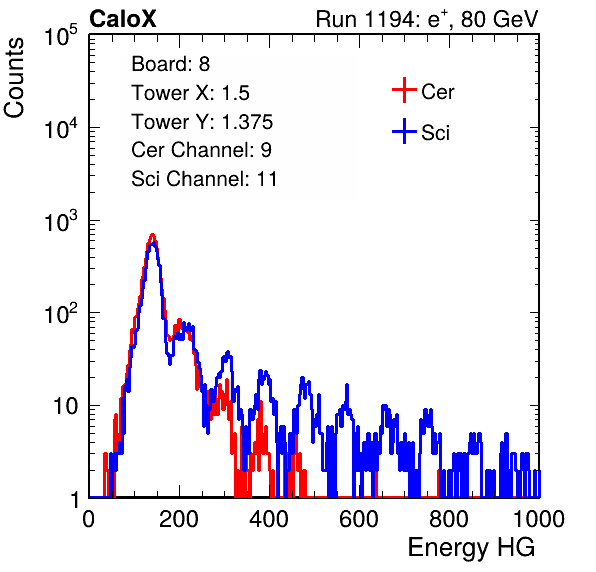 CaloX Run 1194: e⁺, 80 GeV
Counts
10⁵
10⁴
10³
10²
10
1
Board: 8
Tower X: 1.5
Tower Y: 1.375
Cer Channel: 9
Sci Channel: 11
Cer
Sci
0 200 400 600 800 1000
Energy HG